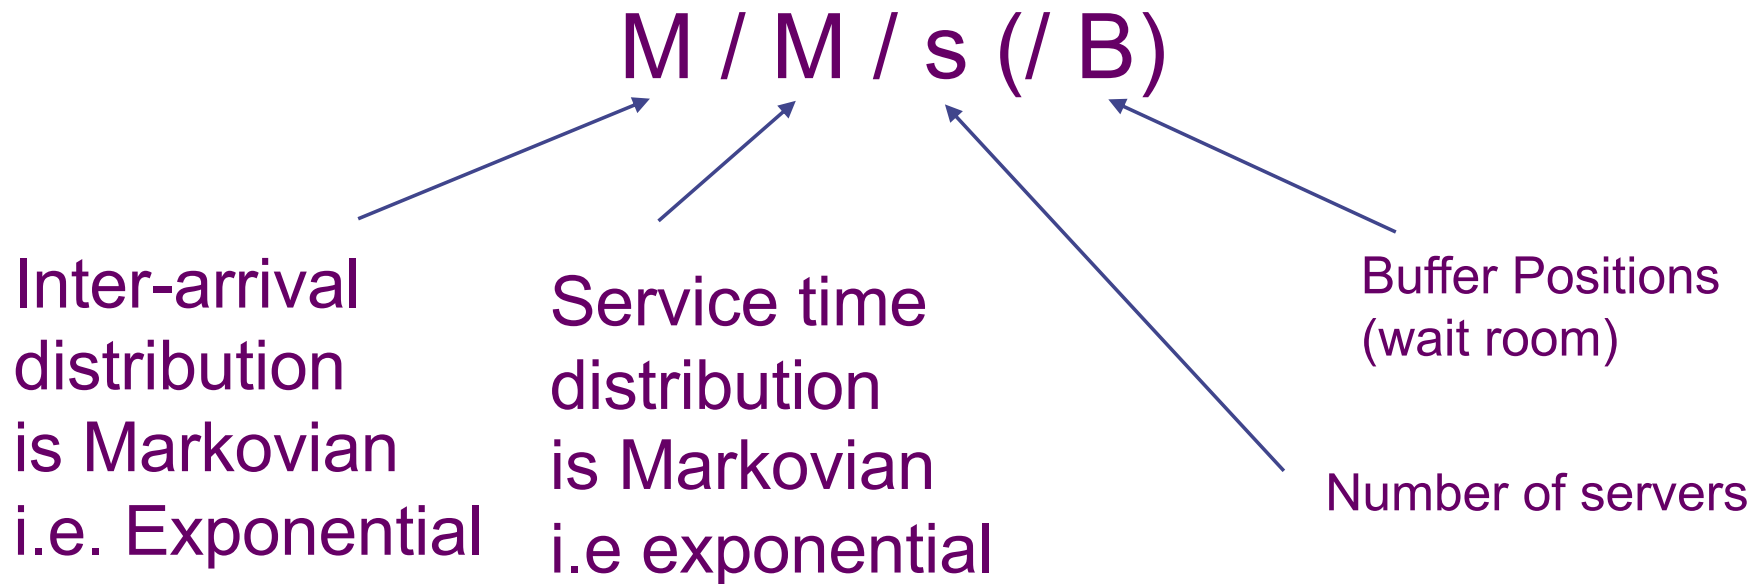 M / M / s (/ B)
Inter-arrival
distribution
is Markovian
i.e. Exponential
Service time
distribution
is Markovian
i.e exponential
Buffer Positions
(wait room)
Number of servers